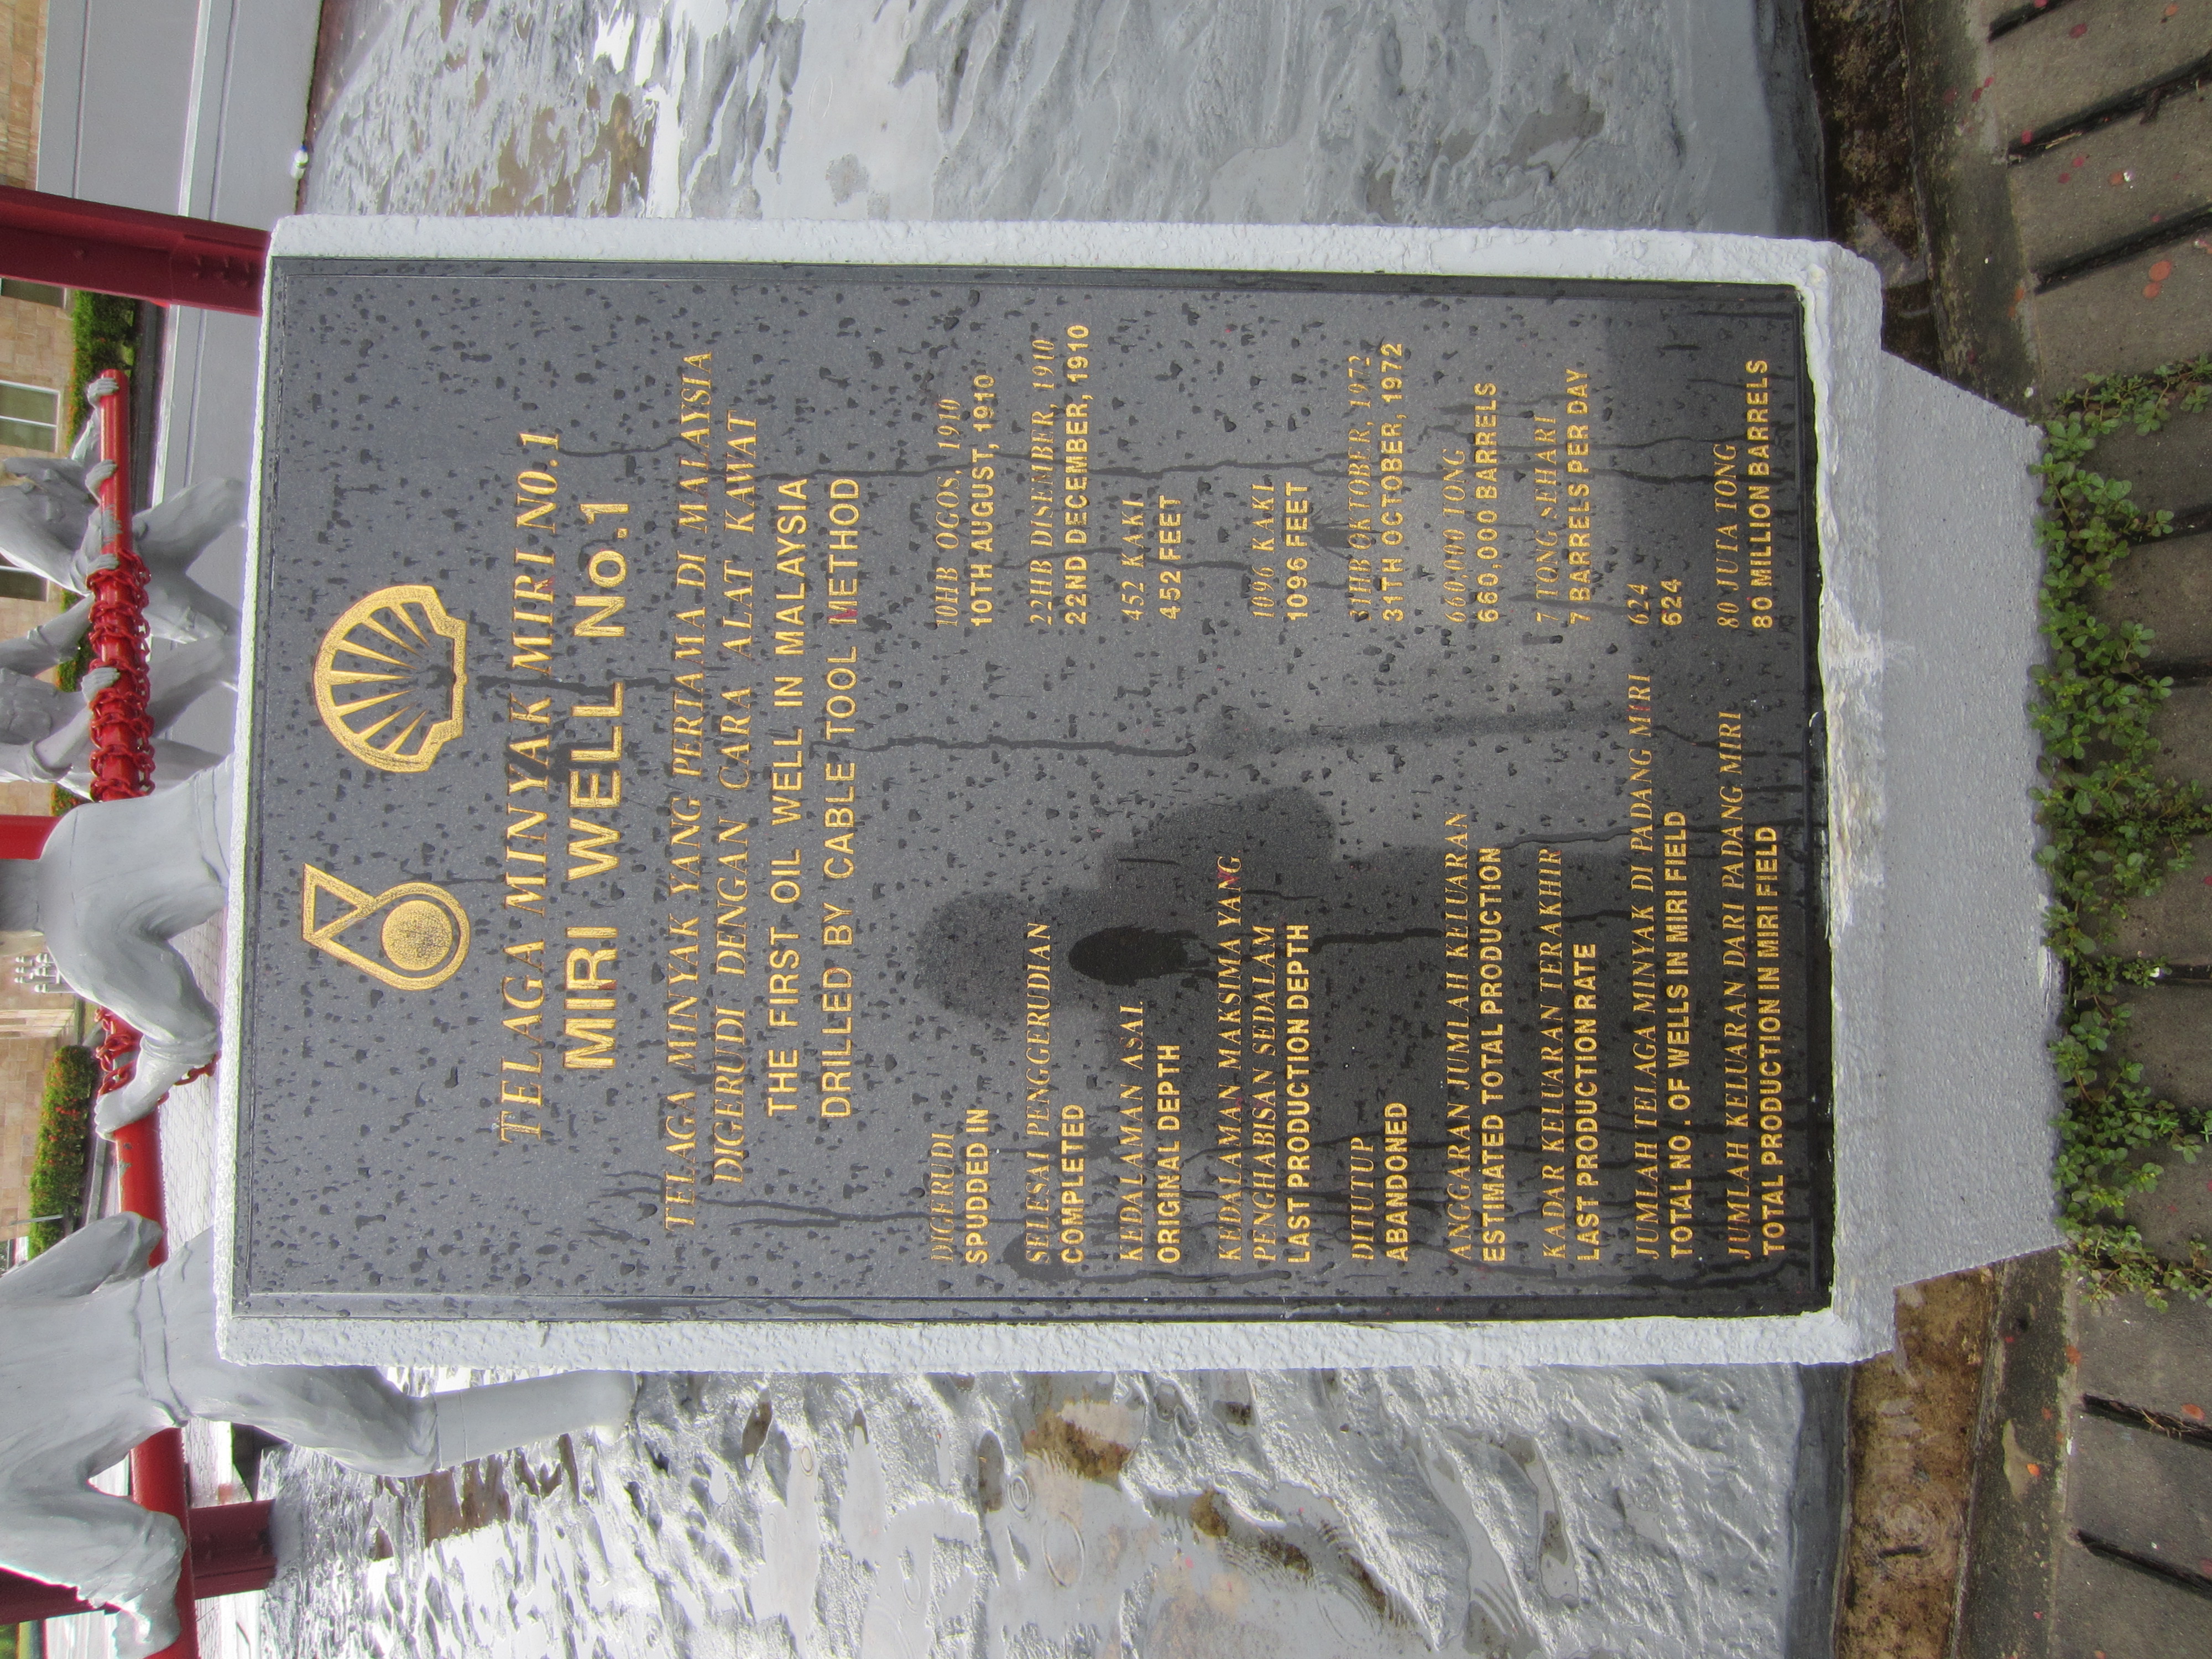 TELAGA MINYAK MIRI NO.1
MIRI WELL No.1
TELAGA MINYAK YANG PERTAMA DI MALAYSIA
DIGERUDI DENGAN CARA ALAT KAWAT
THE FIRST OIL WELL IN MALAYSIA
DRILLED BY CABLE TOOL METHOD
DIGERUDI 10HB OGOS, 1910
SPUDDED IN 10TH AUGUST, 1910
SELESAI PENGGERUDIAN 22HB DISEMBER, 1910
COMPLETED 22ND DECEMBER, 1910
KEDALAMAN ASAL 452 KAKI
ORIGINAL DEPTH 452 FEET
KEDALAMAN MAKSIMA YANG
PENGHABISAN SEDALAM 1096 KAKI
LAST PRODUCTION DEPTH 1096 FEET
DITUTUP 31HB OKTOBER, 1972
ABANDONED 31TH OCTOBER, 1972
ANGGARAN JUMLAH KELUARAN 660,000 TONG
ESTIMATED TOTAL PRODUCTION 660,000 BARRELS
KADAR KELUARAN TERAKHIR 7 TONG SEHARI
LAST PRODUCTION RATE 7 BARRELS PER DAY
JUMLAH TELAGA MINYAK DI PADANG MIRI 624
TOTAL NO . OF WELLS IN MIRI FIELD 624
JUMLAH KELUARAN DARI PADANG MIRI 80 JUTA TONG
TOTAL PRODUCTION IN MIRI FIELD 80 MILLION BARRELS